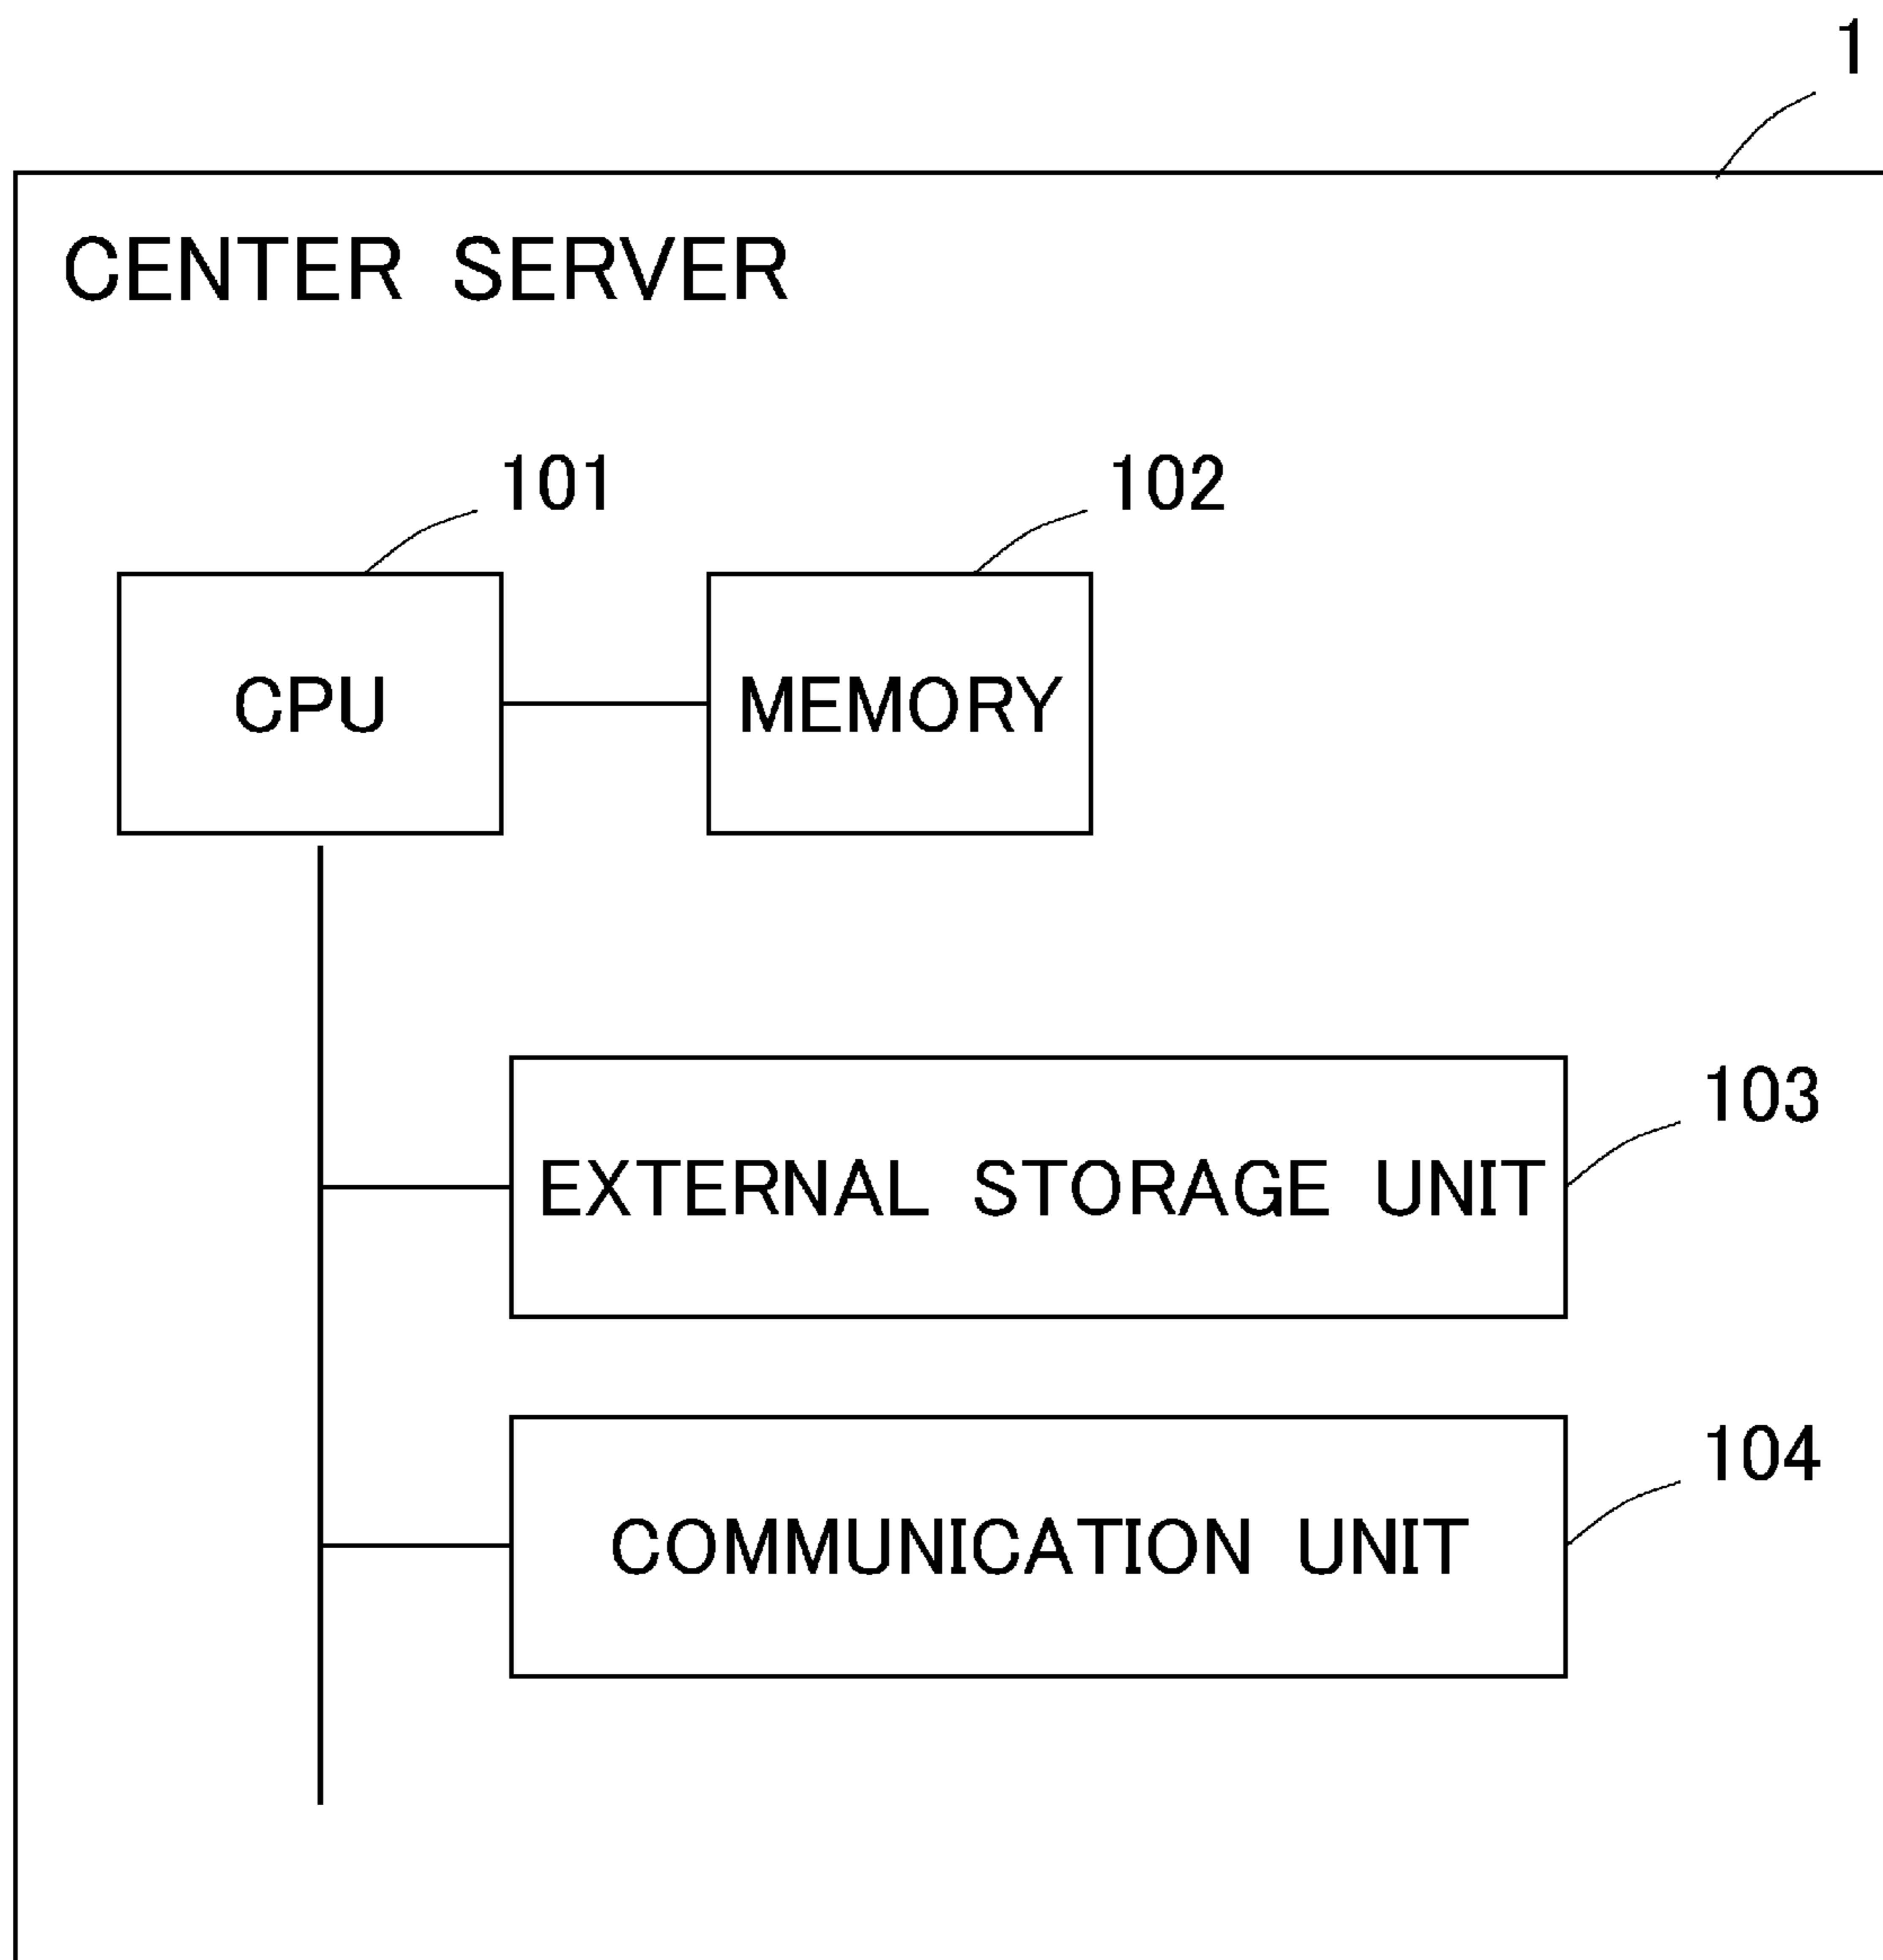 1
CENTER SERVER
101
102
CPU
MEMORY
103
EXTERNAL STORAGE UNIT
104
COMMUNICATION UNIT